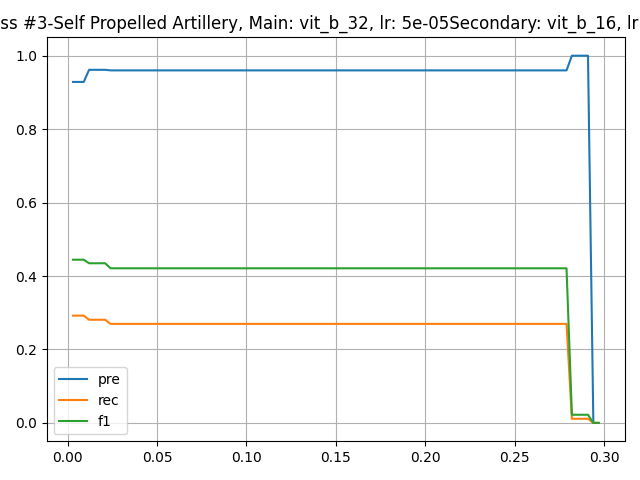 ss #3-Self Propelled Artillery, Main: vit_b_32, lr: 5e-05Secondary: vit_b_16, lr
1.0
0.8
0.6
0.4
0.2
0.0
pre
rec
f1
0.00 0.05 0.10 0.15 0.20 0.25 0.30